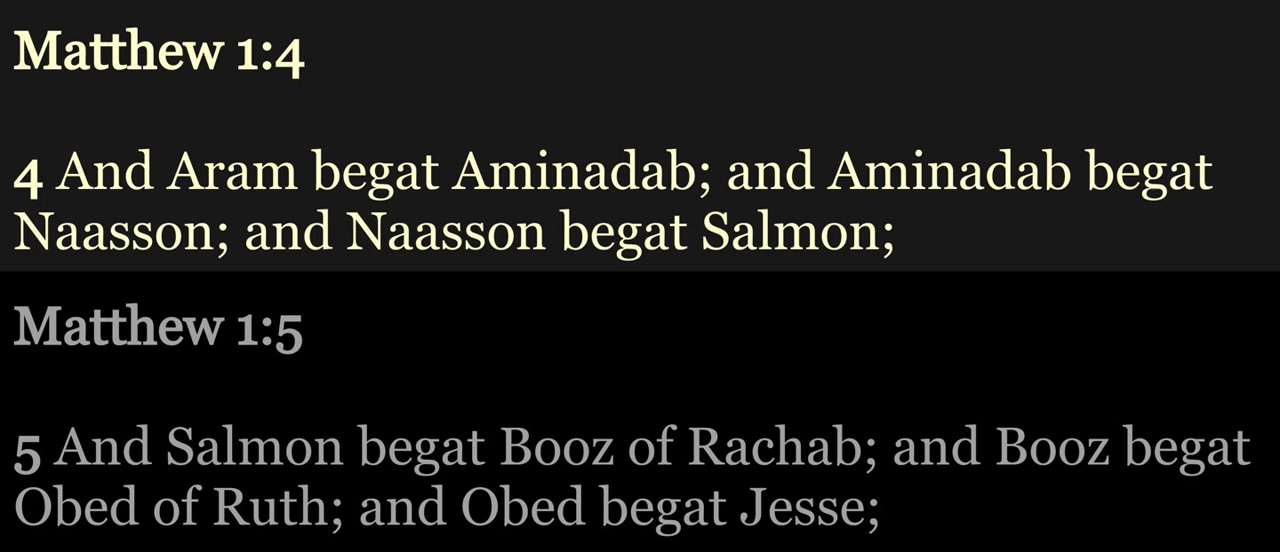 Matthew 1:4
4 And Aram begat Aminadab; and Aminadab begat
Naasson; and Naasson begat Salmon;
Matthew 1:5
5 And Salmon begat Booz of Rachab; and Booz begat
Obed of Ruth; and Obed begat Jesse;